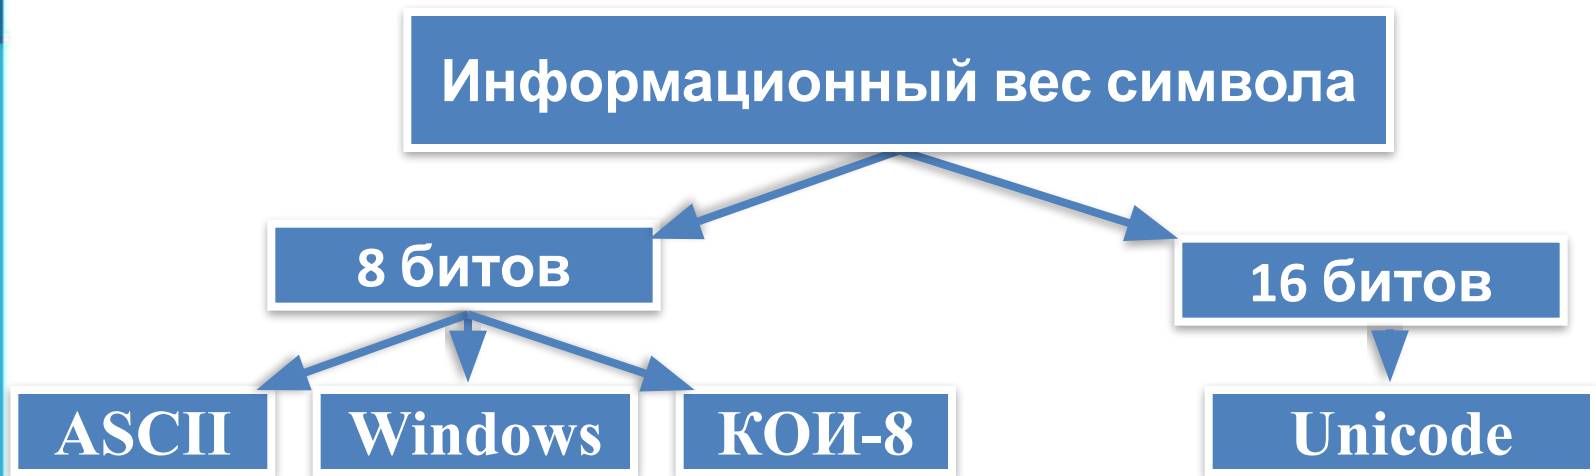 Информационный вес символа
8 битов
16 битов
ASCII
Windows
КОИ-8
Unicode